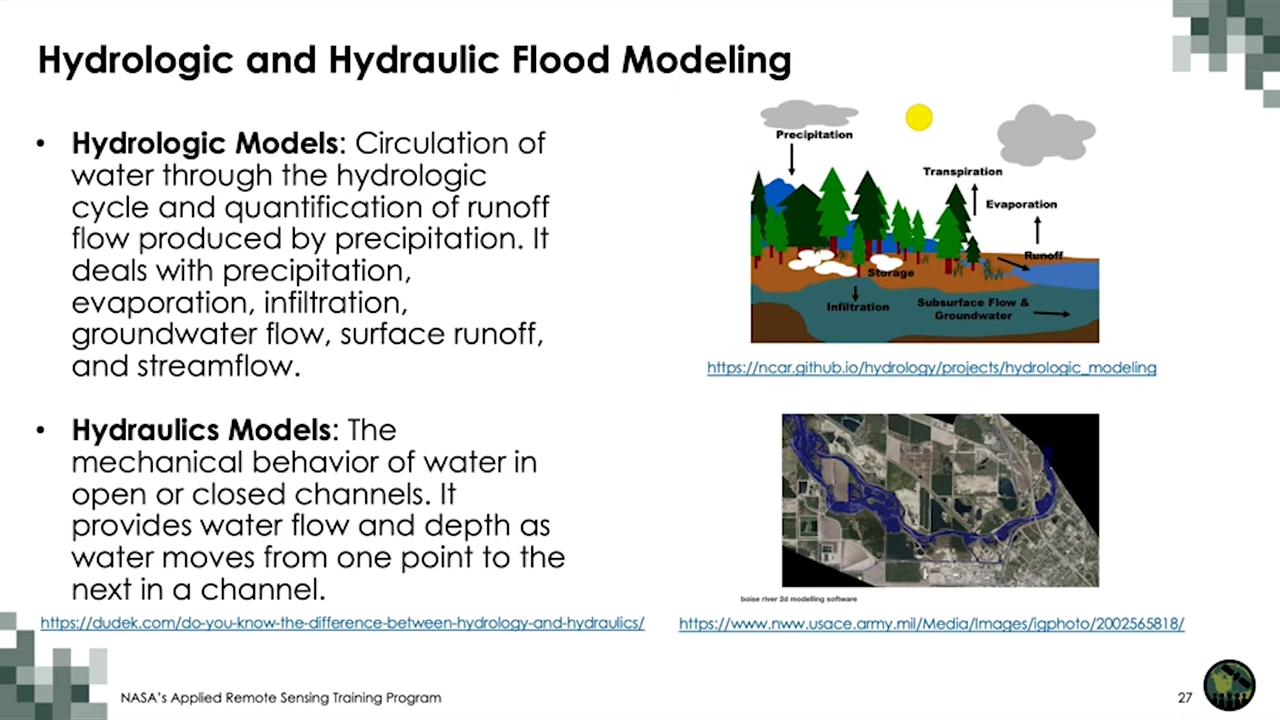 Hydrologic and Hydraulic Flood Modeling
• Hydrologic Models: Circulation of
water through the hydrologic
cycle and quantification of runoff
flow produced by precipitation. It
deals with precipitation,
evaporation, infiltration,
groundwater flow, surface runoff,
and streamflow.
• Hydraulics Models: The
mechanical behavior of water in
open or closed channels. It
provides water flow and depth as
water moves from one point to the
next in a channel.
https://dudek.com/do-you-know-the-difference-between-hydrology-and-hydraulics/
Precipitation
Transpiration
Evaporation
Runoff
Storage
Infiltration
Subsurface Flow &
Groundwater
https://ncar.github.io/hydrology/projects/hydrologic_modeling
boise river 2d modelling software
https://www.nww.usace.army.mil/Media/Images/igphoto/2002565818/
NASA's Applied Remote Sensing Training Program
27